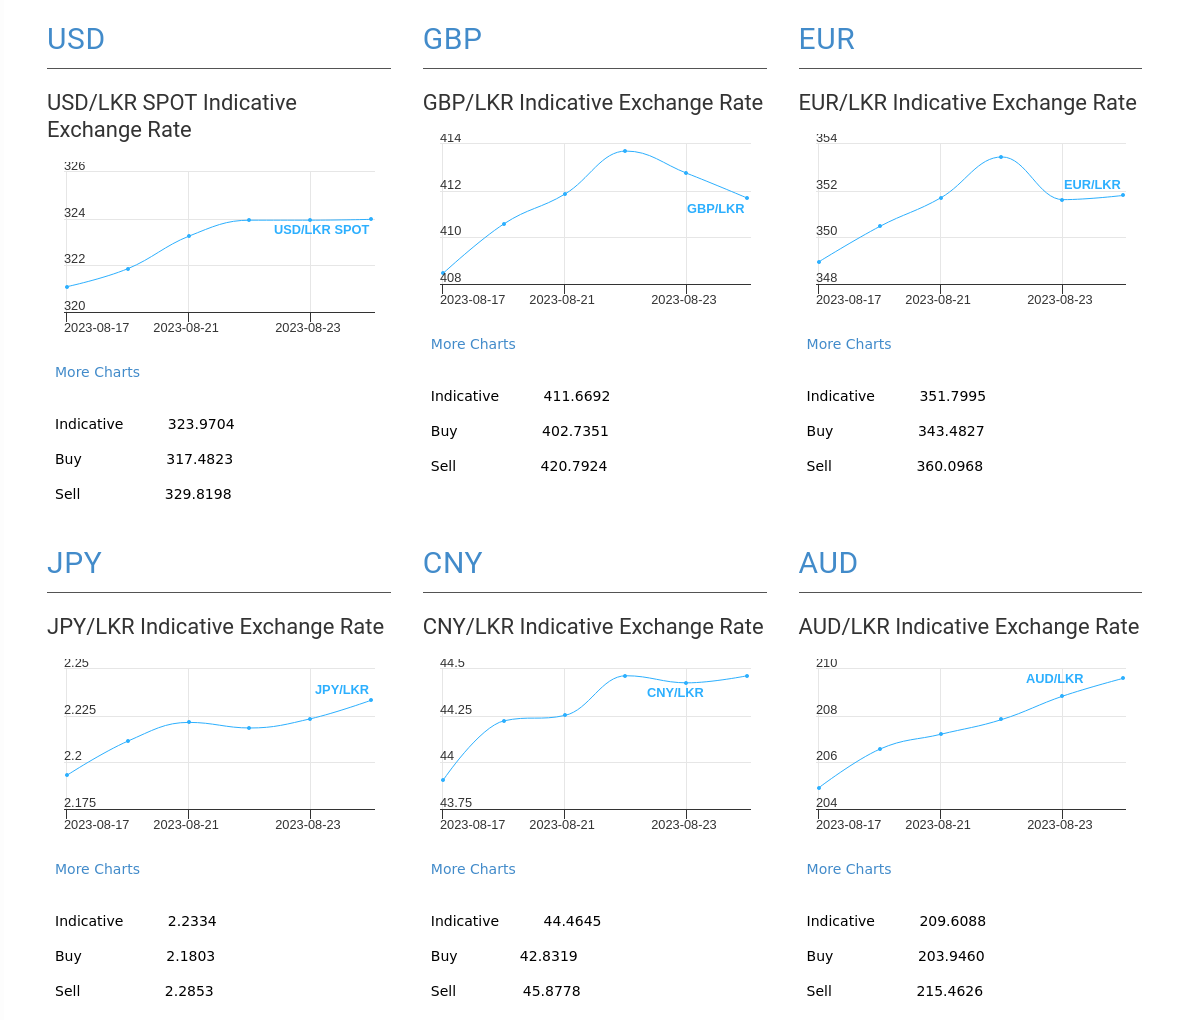 USD
USD/LKR SPOT Indicative
Exchange Rate
326
324
USD/LKR SPOT
322
320
2023-08-17 2023-08-21 2023-08-23
More Charts
Indicative 323.9704
Buy 317.4823
Sell 329.8198
GBP
GBP/LKR Indicative Exchange Rate
414
412
GBP/LKR
410
408
2023-08-17 2023-08-21 2023-08-23
More Charts
Indicative 411.6692
Buy 402.7351
Sell 420.7924
EUR
EUR/LKR Indicative Exchange Rate
354
EUR/LKR
352
350
348
2023-08-17 2023-08-21 2023-08-23
More Charts
Indicative 351.7995
Buy 343.4827
Sell 360.0968
JPY
JPY/LKR Indicative Exchange Rate
2.25
JPY/LKR
2.225
2.2
2.175
2023-08-17 2023-08-21 2023-08-23
More Charts
Indicative 2.2334
Buy 2.1803
Sell 2.2853
CNY
CNY/LKR Indicative Exchange Rate
44.5
CNY/LKR
44.25
44
43.75
2023-08-17 2023-08-21 2023-08-23
More Charts
Indicative 44.4645
Buy 42.8319
Sell 45.8778
AUD
AUD/LKR Indicative Exchange Rate
210
AUD/LKR
208
206
204
2023-08-17 2023-08-21 2023-08-23
More Charts
Indicative 209.6088
Buy 203.9460
Sell 215.4626